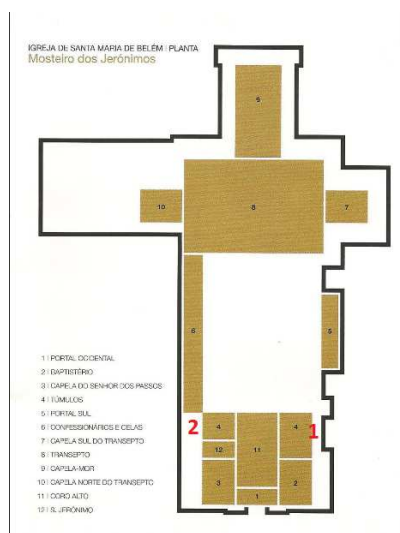 IGREJA DE SANTA MARIA DE BELÉM | PLANTA
Mosteiro dos Jerónimos
9
10
8
7
6
5
1 | PORTAL OCIDENTAL
2 | BAPTISTÉRIO
3 | CAPELA DO SENHOR DOS PASSOS
4 | TÚMULOS
5 | PORTAL SUL
6 | CONFESSIONÁRIOS E CELAS
7 | CAPELA SUL DO TRANSEPTO
8 | TRANSEPTO
9 | CAPELA-MOR
10 | CAPELA NORTE DO TRANSEPTO
11 | CORO ALTO
12 | S. JERÓNIMO
2
4
4
1
12
11
3
2
1